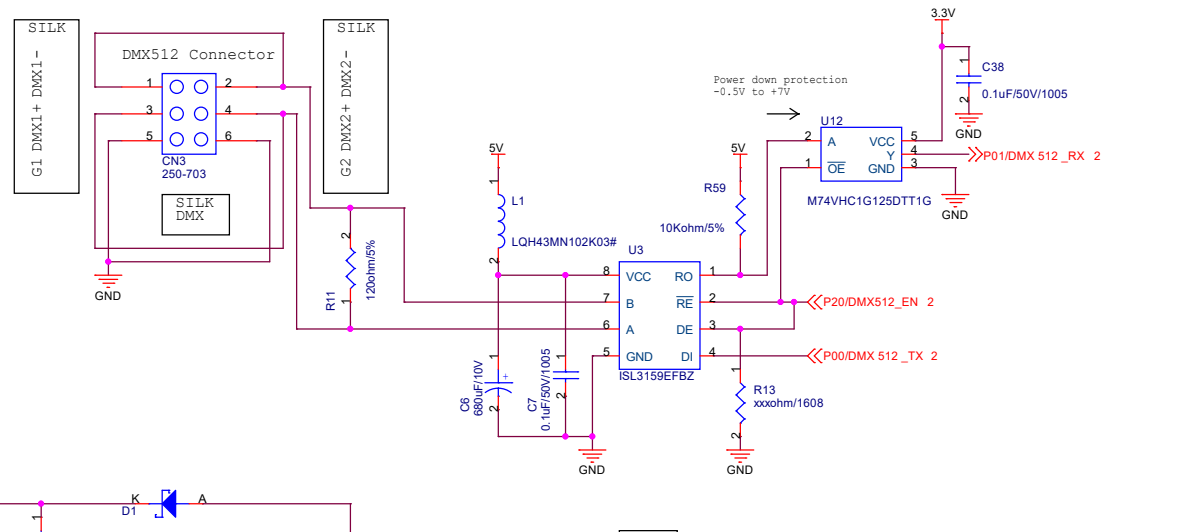 SILK
G1 DMX1+ DMX1-
DMX512 Connector
1
2
3
4
5
6
CN3
250-703
SILK
DMX
SILK
G2 DMX2+ DMX2-
GND
R11
120ohm/5%
2
1
5V
1
L1
LQH43MN102K03#
2
U3
8
VCC
7
B
6
A
5
GND
RO
1
RE
2
DE
3
DI
4
ISL3159EFBZ
C6
680uF/10V
1
+
2
C7
0.1uF/50V/1005
1
2
GND
5V
R59
10Kohm/5%
Power down protection
-0.5V to +7V
U12
2
A
1
OE
VCC
5
Y
4
GND
3
M74VHC1G125DTT1G
3.3V
1
C38
0.1uF/50V/1005
2
GND
P01/DMX 512 _RX 2
GND
P20/DMX512_EN 2
P00/DMX 512 _TX 2
1
R13
xxxohm/1608
2
GND
K
A
D1
1